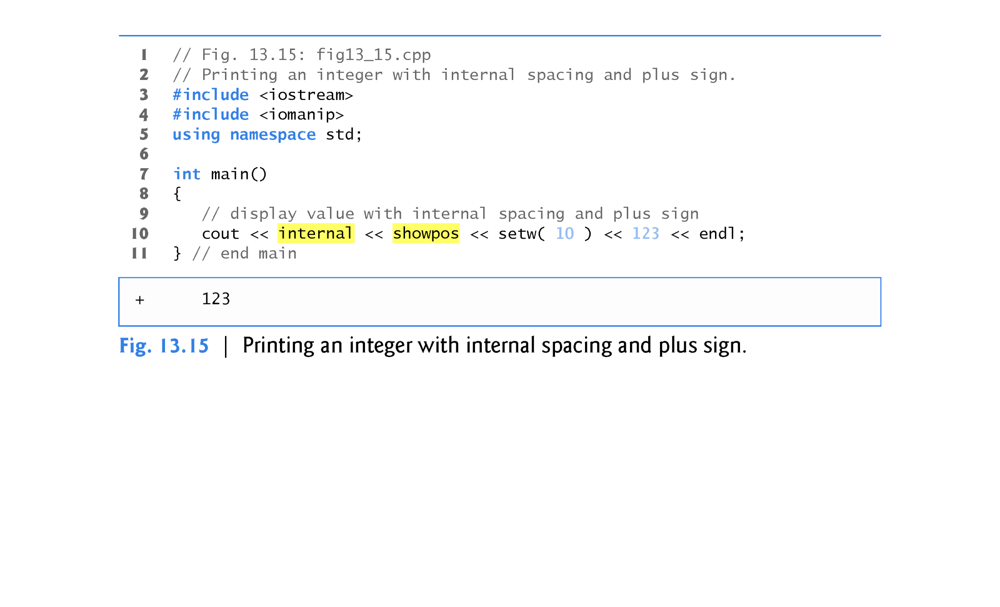 1 // Fig. 13.15: fig13_15.cpp
2 // Printing an integer with internal spacing and plus sign.
3 #include <iostream>
4 #include <iomanip>
5 using namespace std;
6
7 int main()
8 {
9    // display value with internal spacing and plus sign
10    cout << internal << showpos << setw( 10 ) << 123 << endl;
11 } // end main
+      123
Fig. 13.15 | Printing an integer with internal spacing and plus sign.